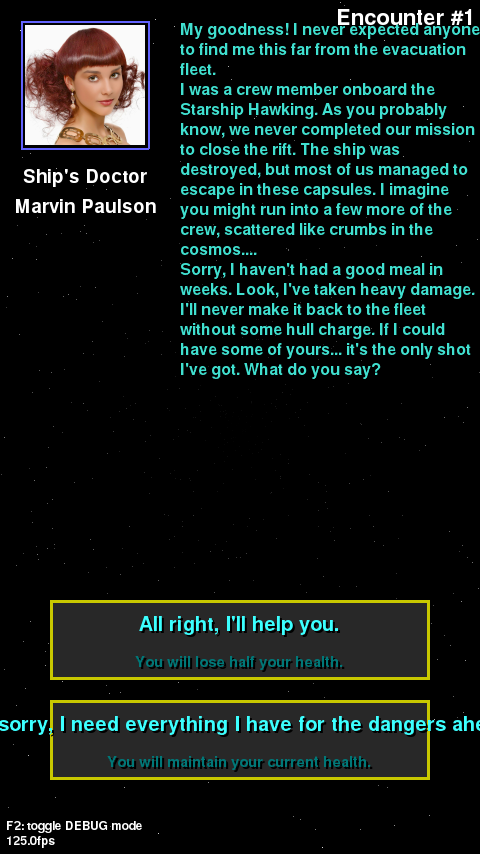 Encounter #1
My goodness! I never expected anyone
to find me this far from the evacuation
fleet.
I was a crew member onboard the
Starship Hawking. As you probably
know, we never completed our mission
to close the rift. The ship was
destroyed, but most of us managed to
escape in these capsules. I imagine
you might run into a few more of the
crew, scattered like crumbs in the
cosmos....
Sorry, I haven't had a good meal in
weeks. Look, I've taken heavy damage.
I'll never make it back to the fleet
without some hull charge. If I could
have some of yours... it's the only shot
I've got. What do you say?
Ship's Doctor
Marvin Paulson
All right, I'll help you.
You will lose half your health.
sorry, I need everything I have for the dangers ahe
You will maintain your current health.
F2: toggle DEBUG mode
125.0fps